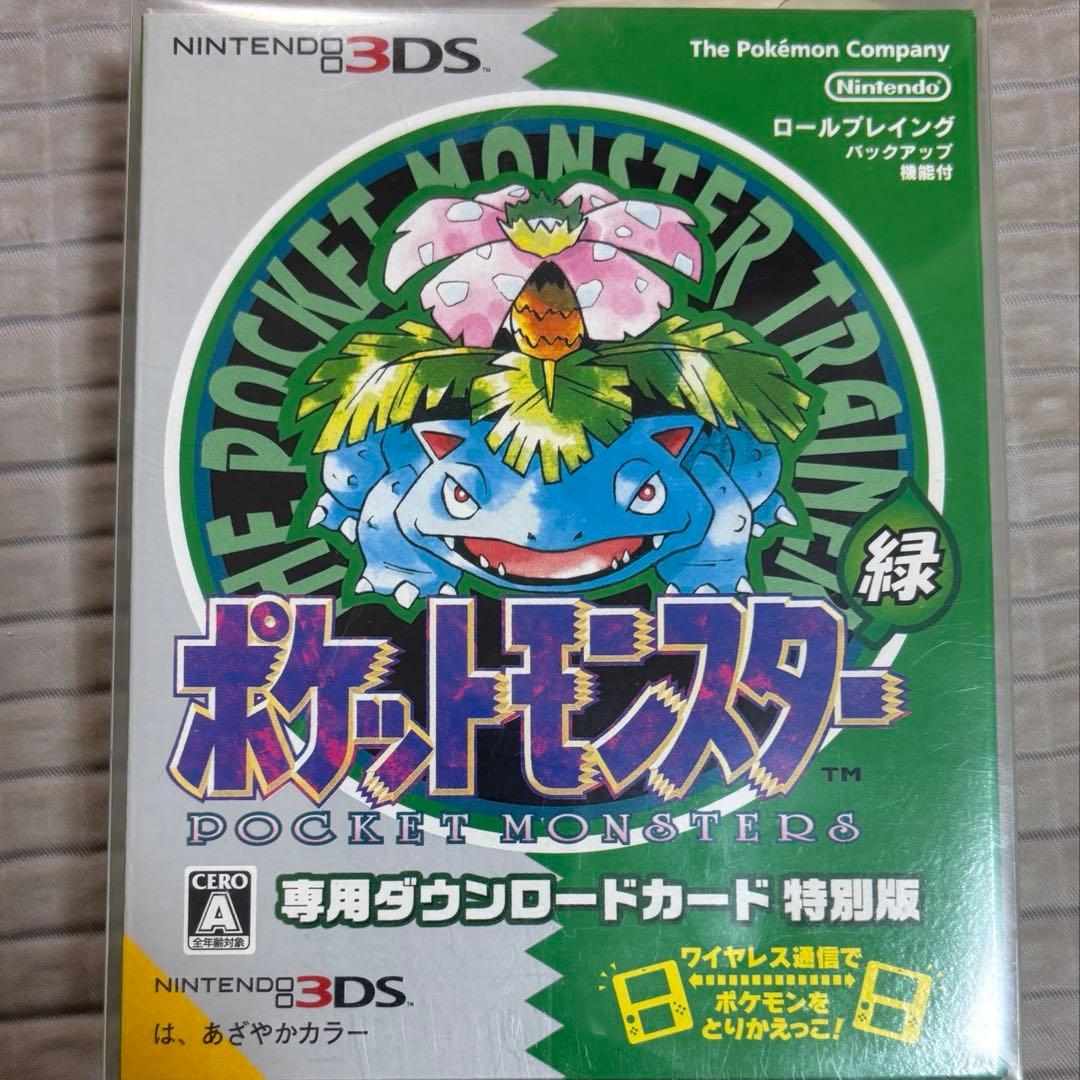 NINTENDO 3DS™
The Pokémon Company
Nintendo®
ロールプレイング
バックアップ
機能付
THE POCKET MONSTER TRAINER
緑
ポケットモンスター
TM
POCKET MONSTERS
CERO
A
全年齢対象
専用ダウンロードカード 特別版
NINTENDO 3DS™
は、あざやかカラー
ワイヤレス通信で
ポケモンを
とりかえっこ!